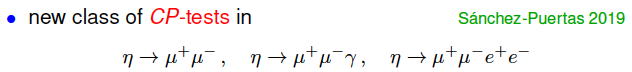 • new class of CP-tests in Sánchez-Puertas 2019
η → μ⁺μ⁻ , η → μ⁺μ⁻γ , η → μ⁺μ⁻e⁺e⁻